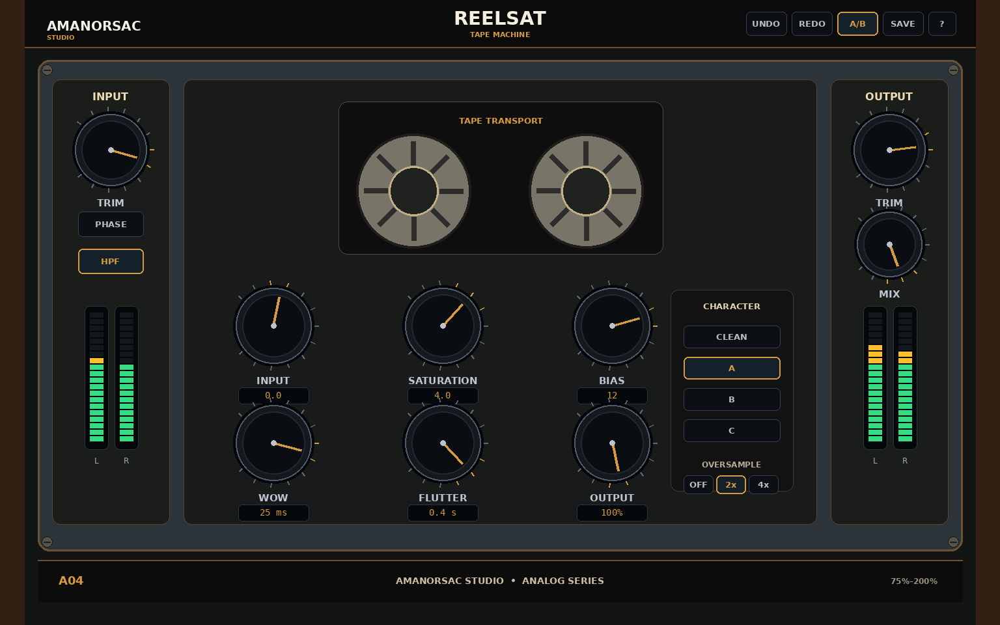 AMANORSAC
STUDIO
REELSAT
TAPE MACHINE
UNDO
REDO
A/B
SAVE
?
INPUT
TRIM
PHASE
HPF
L
R
TAPE TRANSPORT
INPUT
0.0
SATURATION
4.0
BIAS
12
WOW
25 ms
FLUTTER
0.4 s
OUTPUT
100%
CHARACTER
CLEAN
A
B
C
OVERSAMPLE
OFF
2x
4x
OUTPUT
TRIM
MIX
L
R
A04
AMANORSAC STUDIO • ANALOG SERIES
75%–200%